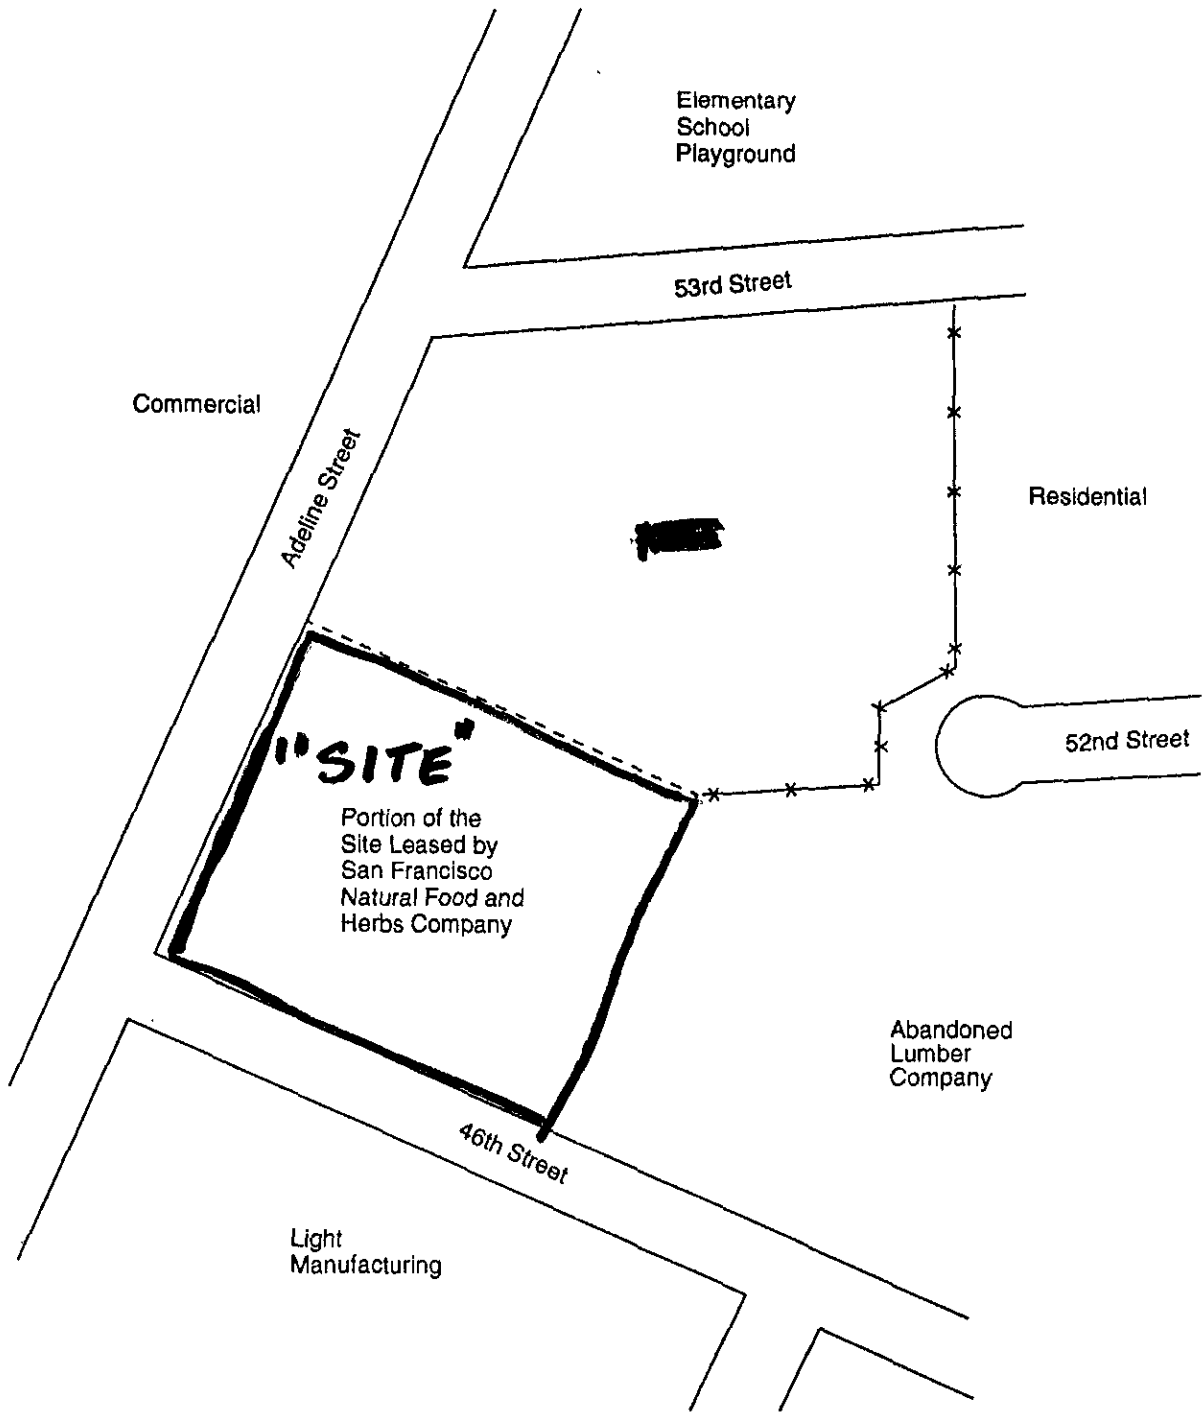 Elementary
School
Playground
53rd Street
Commercial
Adeline Street
Residential
52nd Street
"SITE"
Portion of the
Site Leased by
San Francisco
Natural Food and
Herbs Company
Abandoned
Lumber
Company
46th Street
Light
Manufacturing